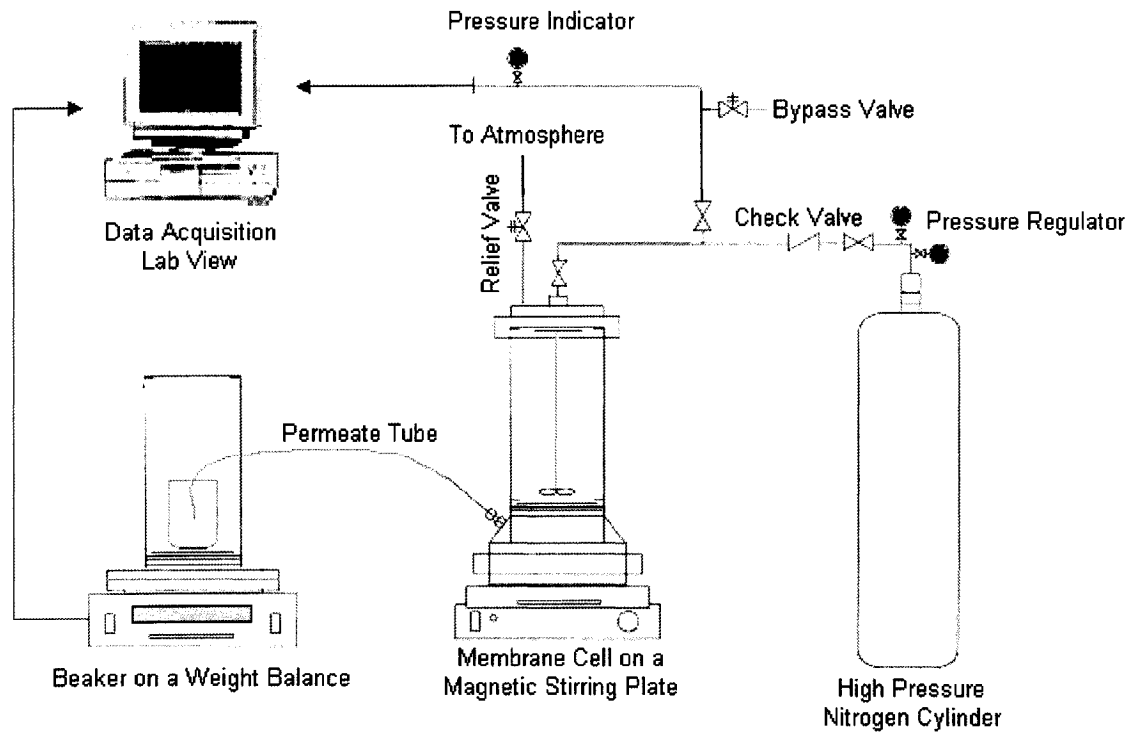 Pressure Indicator
Bypass Valve
To Atmosphere
Relief Valve
Check Valve
Pressure Regulator
Data Acquisition
Lab View
Permeate Tube
Beaker on a Weight Balance
Membrane Cell on a
Magnetic Stirring Plate
High Pressure
Nitrogen Cylinder